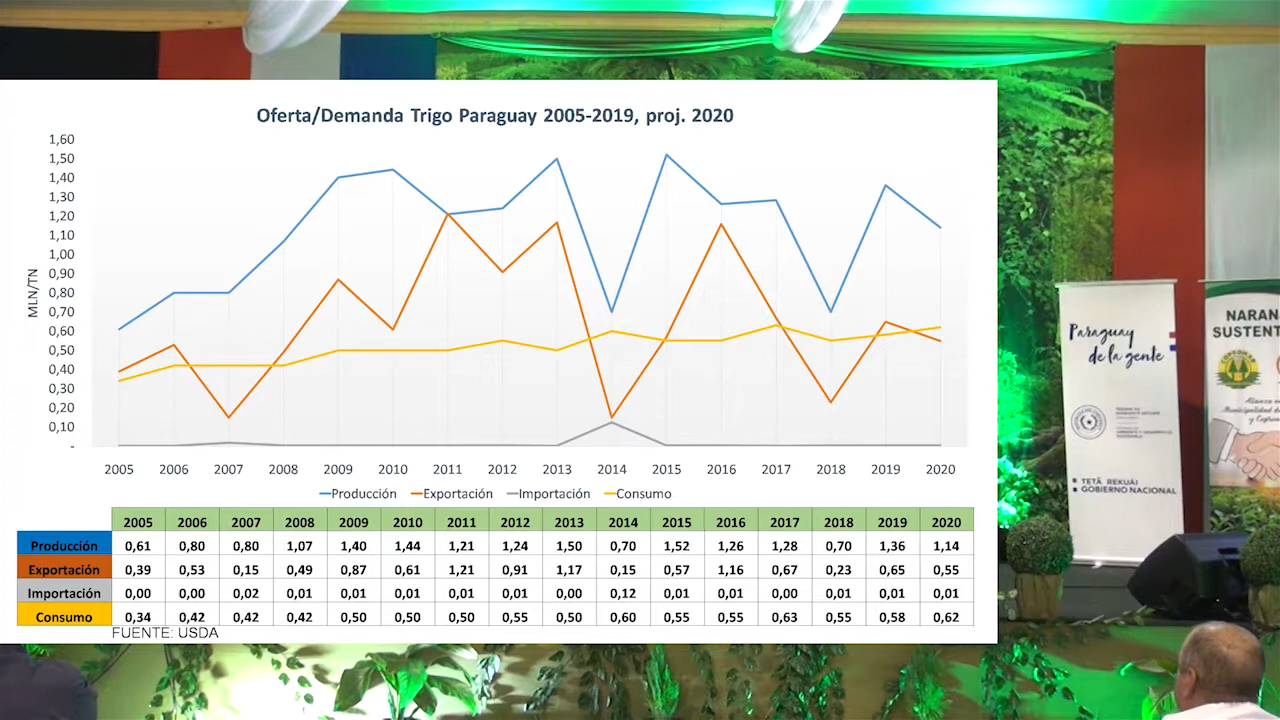 Oferta/Demanda Trigo Paraguay 2005-2019, proj. 2020
MLN/TN
1,60
1,50
1,40
1,30
1,20
1,10
1,00
0,90
0,80
0,70
0,60
0,50
0,40
0,30
0,20
0,10
-
2005 2006 2007 2008 2009 2010 2011 2012 2013 2014 2015 2016 2017 2018 2019 2020
Producción Exportación Importación Consumo
2005 2006 2007 2008 2009 2010 2011 2012 2013 2014 2015 2016 2017 2018 2019 2020
Producción 0,61 0,80 0,80 1,07 1,40 1,44 1,21 1,24 1,50 0,70 1,52 1,26 1,28 0,70 1,36 1,14
Exportación 0,39 0,53 0,15 0,49 0,87 0,61 1,21 0,91 1,17 0,15 0,57 1,16 0,67 0,23 0,65 0,55
Importación 0,00 0,00 0,02 0,01 0,01 0,01 0,01 0,01 0,00 0,12 0,01 0,01 0,00 0,01 0,01 0,01
Consumo 0,34 0,42 0,42 0,42 0,50 0,50 0,50 0,55 0,50 0,60 0,55 0,55 0,63 0,55 0,58 0,62
FUENTE: USDA
Paraguay
de la gente
TETÃ REKUÁI
GOBIERNO NACIONAL
NARAN
SUSTENT
Alianza en
Municipalidad de